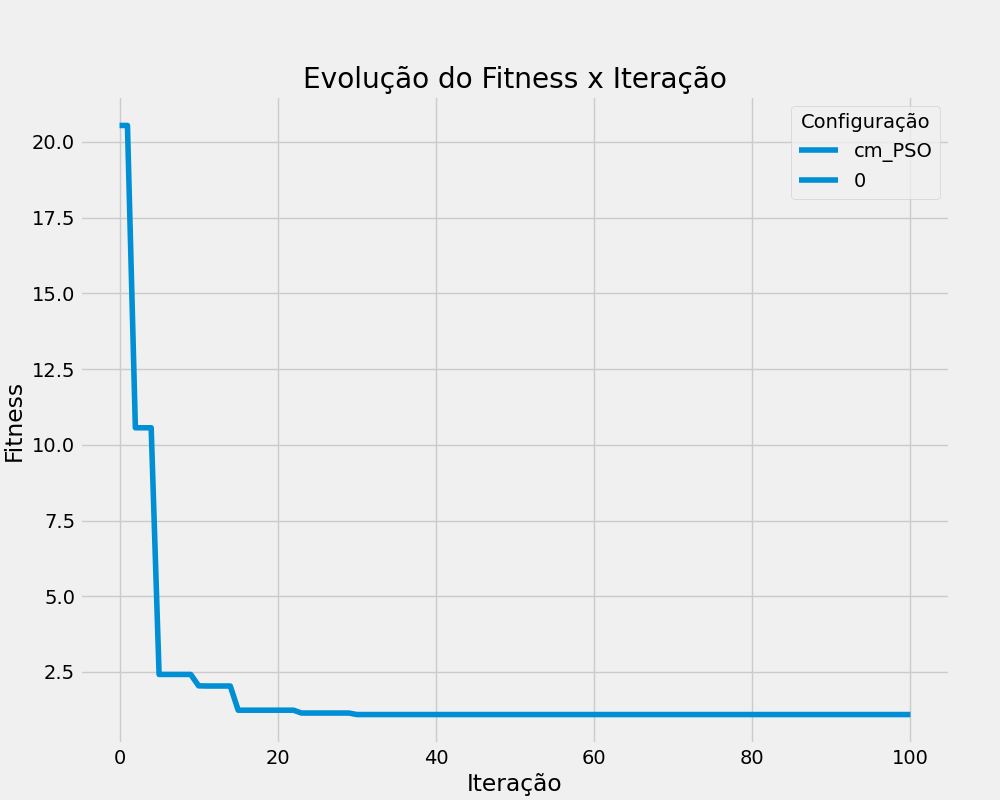 Evolução do Fitness x Iteração
Configuração
cm_PSO
0
Fitness
20.0
17.5
15.0
12.5
10.0
7.5
5.0
2.5
0 20 40 60 80 100
Iteração